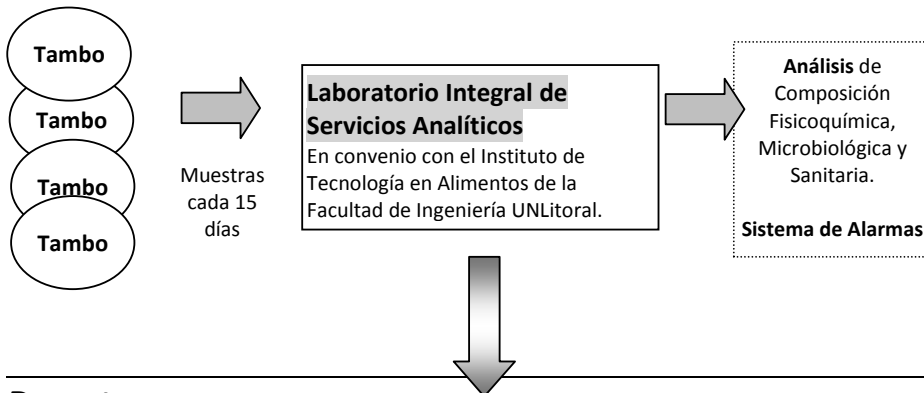 Tambo
Tambo
Tambo
Tambo
Muestras
cada 15
días
Laboratorio Integral de
Servicios Analíticos
En convenio con el Instituto de
Tecnología en Alimentos de la
Facultad de Ingeniería UNLitoral.
Análisis de
Composición
Fisicoquímica,
Microbiológica y
Sanitaria.
Sistema de Alarmas